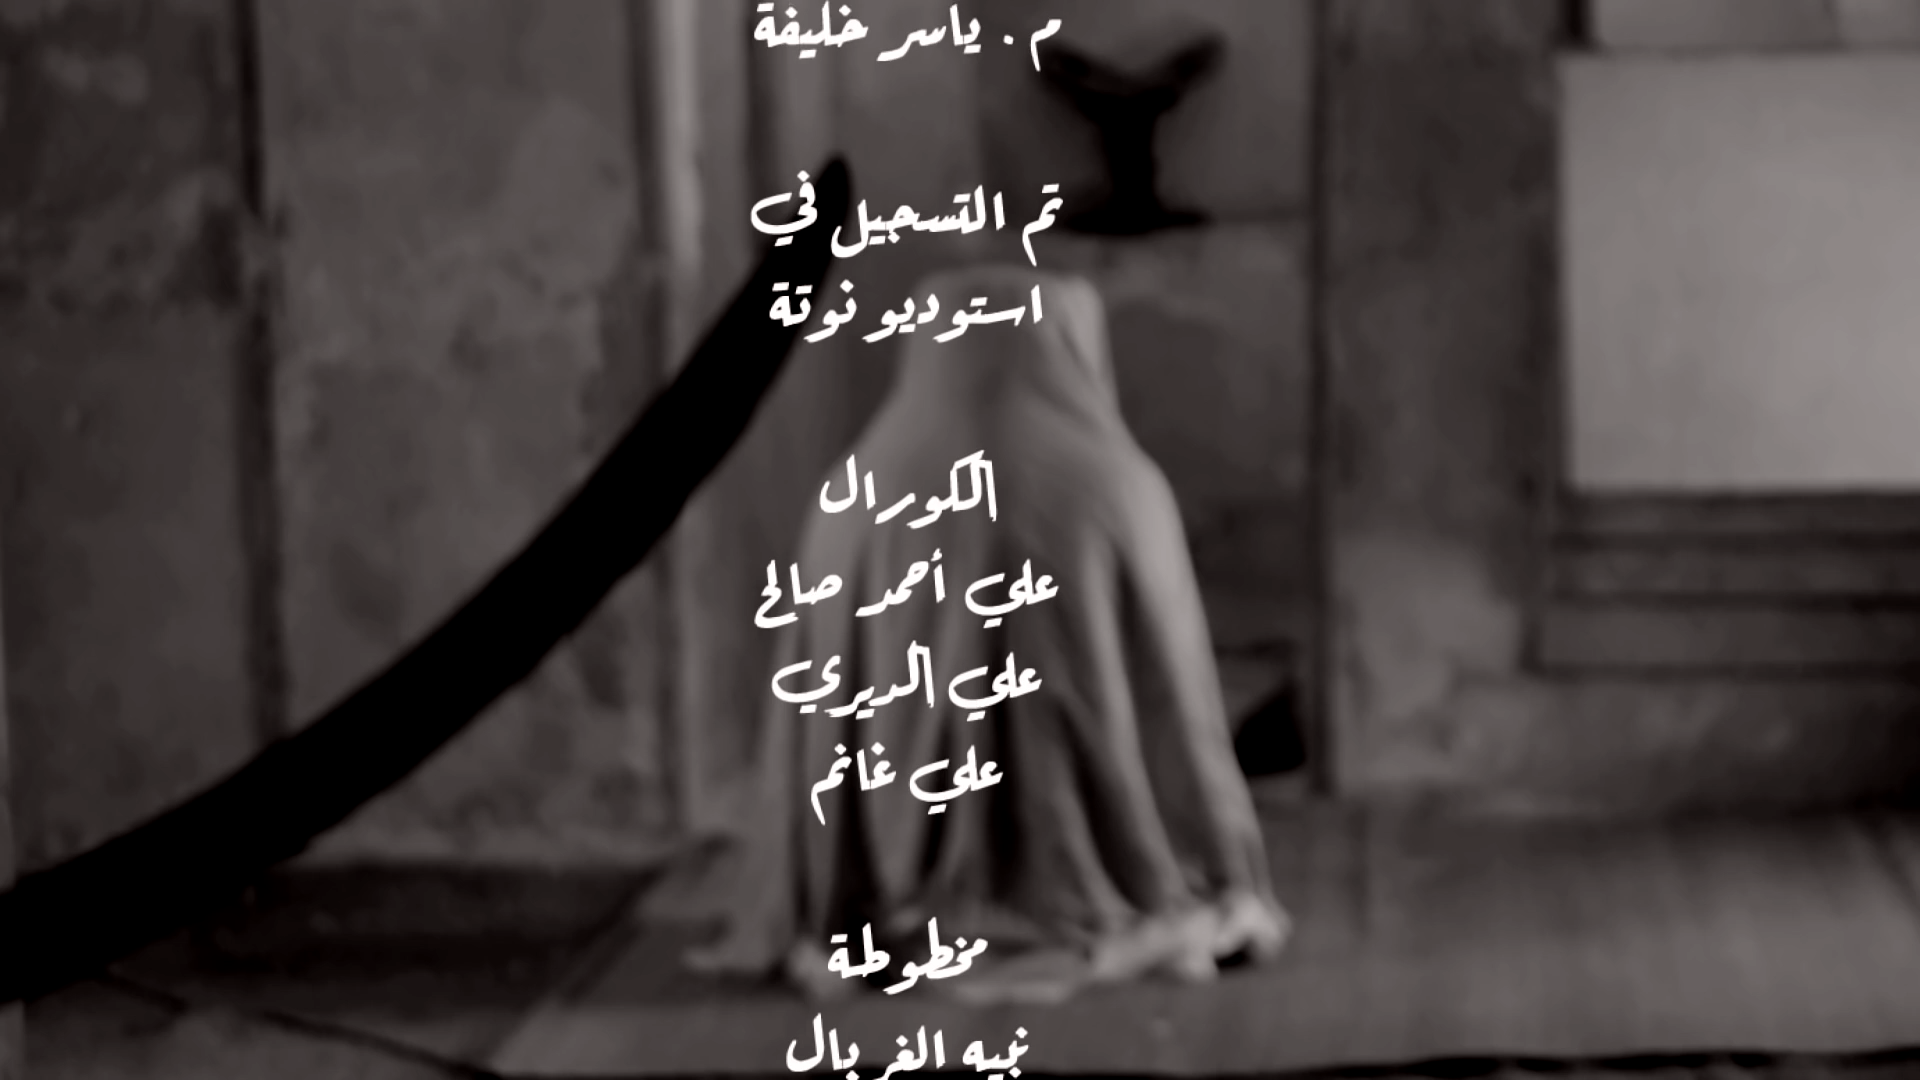 م . ياسر خليفة
تم التسجيل في
استوديو نوتة
الكورال
علي أحمد صالح
علي الديري
علي غانم
مخطوطة
نبيه الغربال